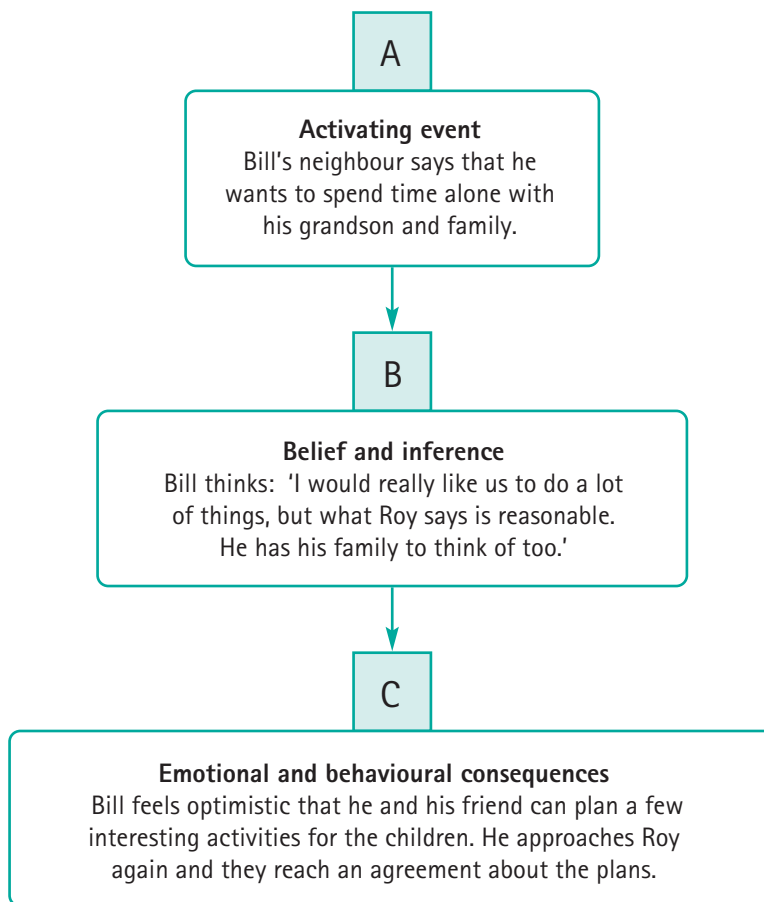 A
Activating event
Bill's neighbour says that he
wants to spend time alone with
his grandson and family.
B
Belief and inference
Bill thinks: 'I would really like us to do a lot
of things, but what Roy says is reasonable.
He has his family to think of too.'
C
Emotional and behavioural consequences
Bill feels optimistic that he and his friend can plan a few
interesting activities for the children. He approaches Roy
again and they reach an agreement about the plans.